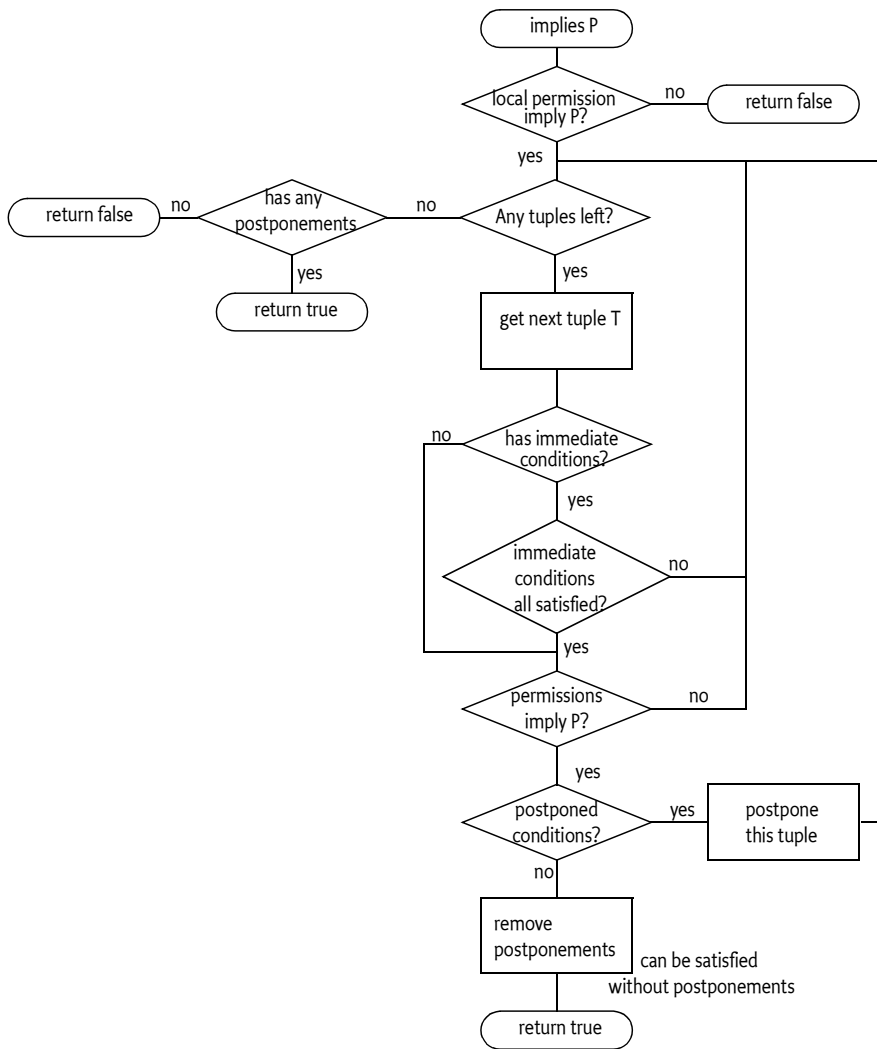 implies P
local permission
imply P?
no
return false
yes
return false
no
has any
postponements
no
Any tuples left?
yes
return true
yes
get next tuple T
no
has immediate
conditions?
yes
immediate
conditions
all satisfied?
no
yes
permissions
imply P?
no
yes
postponed
conditions?
yes
postpone
this tuple
no
remove
postponements
can be satisfied
without postponements
return true